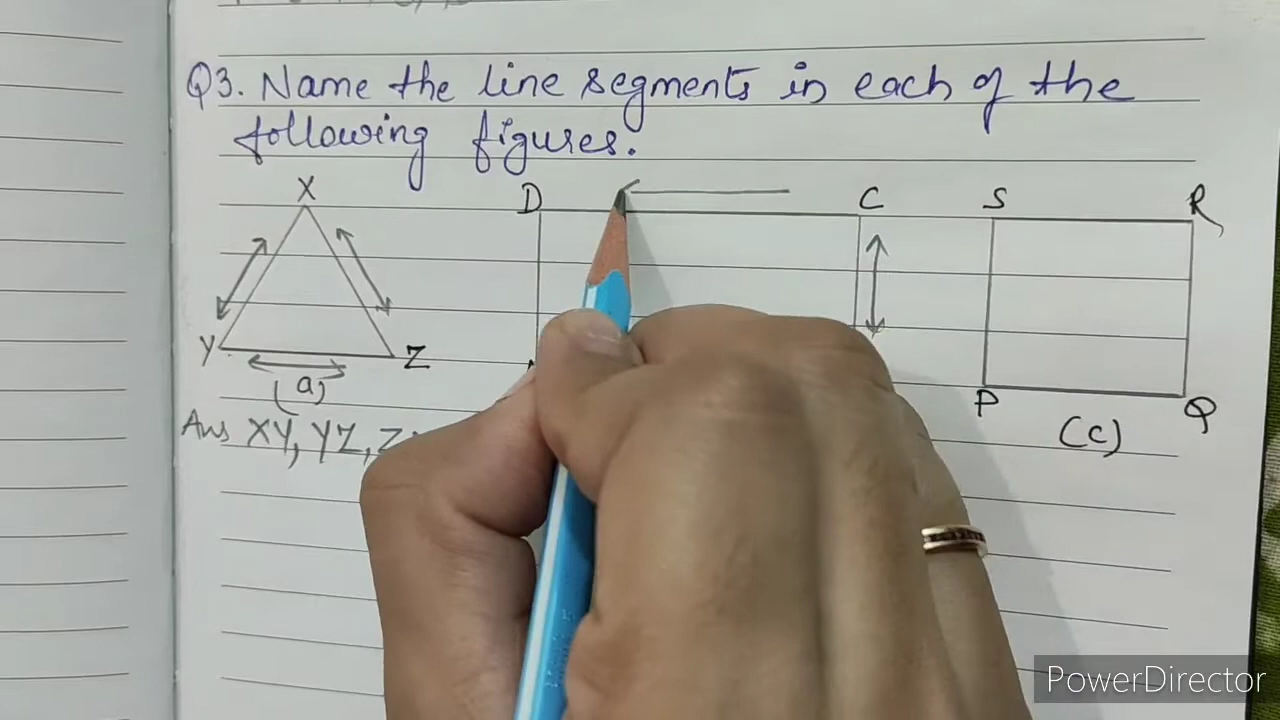 Q3. Name the line segments in each of the
following figures.
X
D
C
S
R
Y
Z
(a)
P
Q
(c)
Ans XY, YZ, Z
PowerDirector